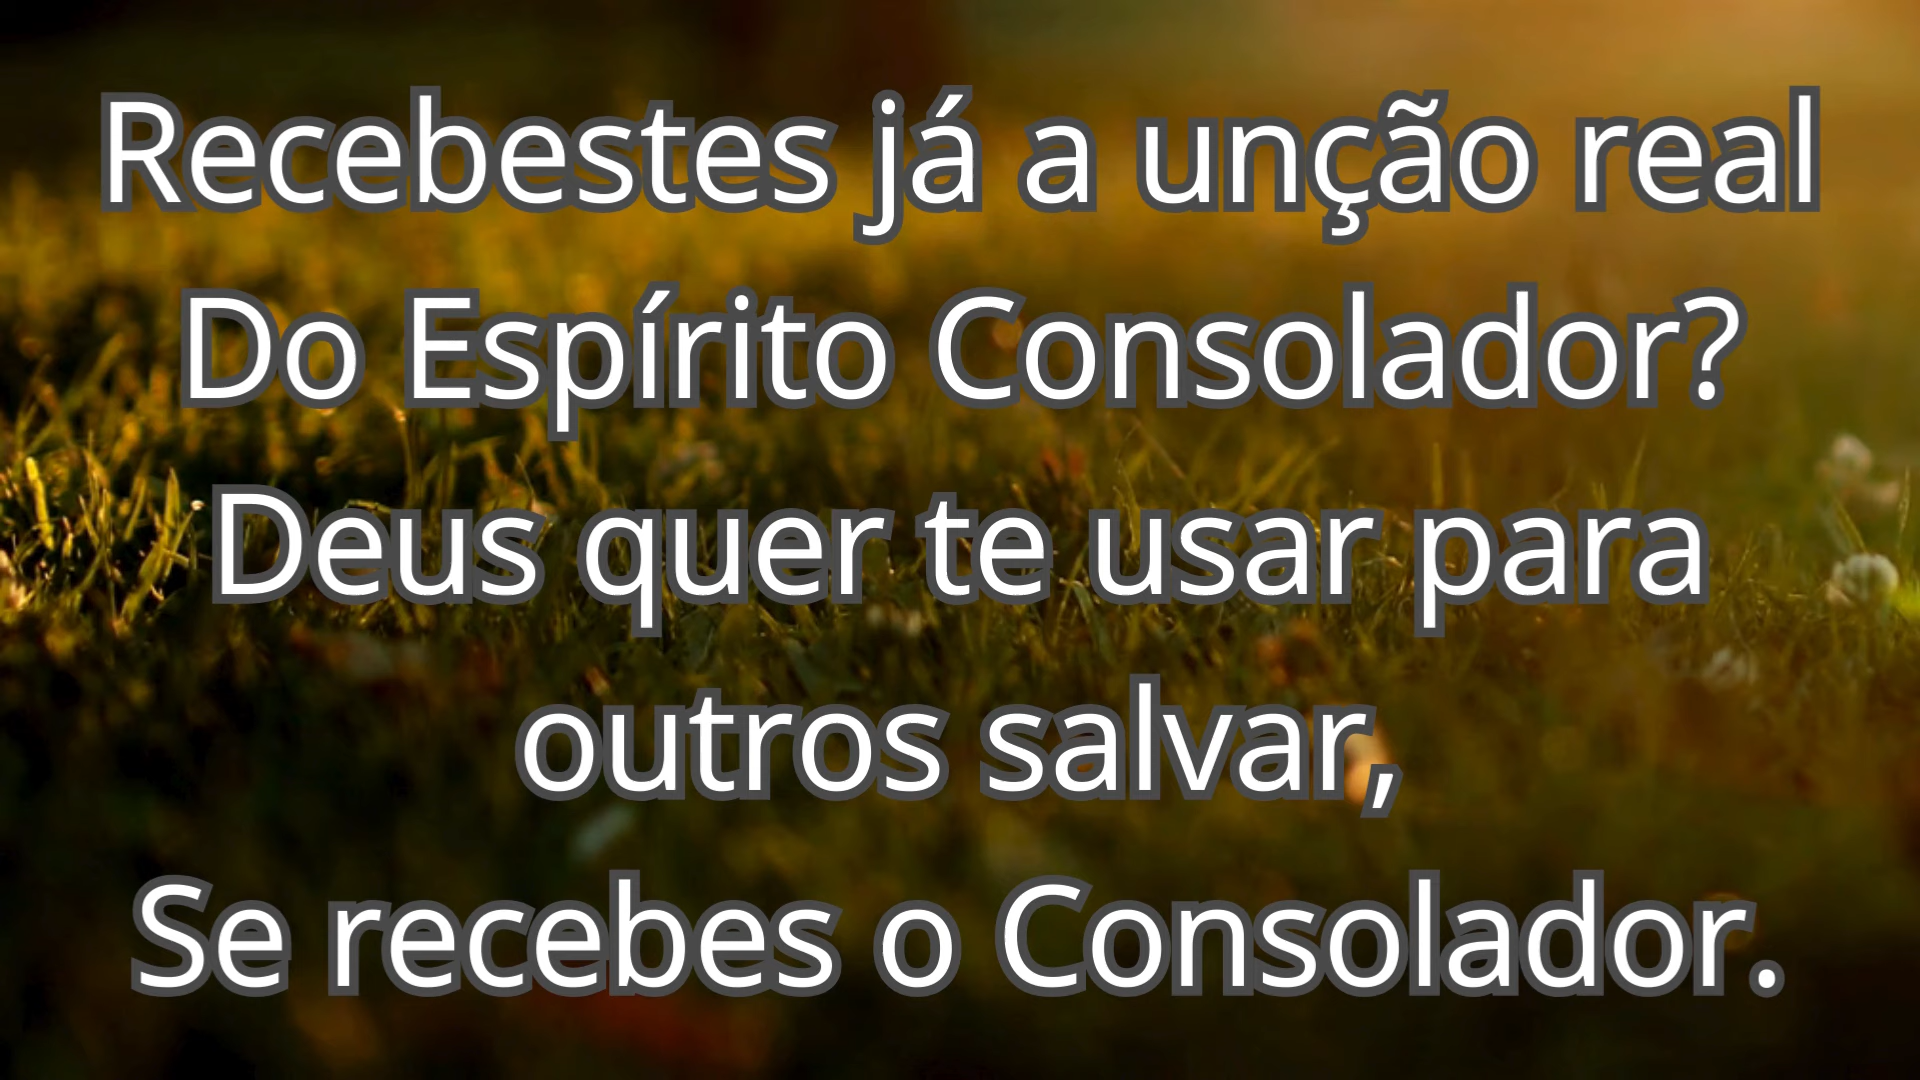 Recebestes já a unção real
Do Espírito Consolador?
Deus quer te usar para
outros salvar,
Se recebes o Consolador.